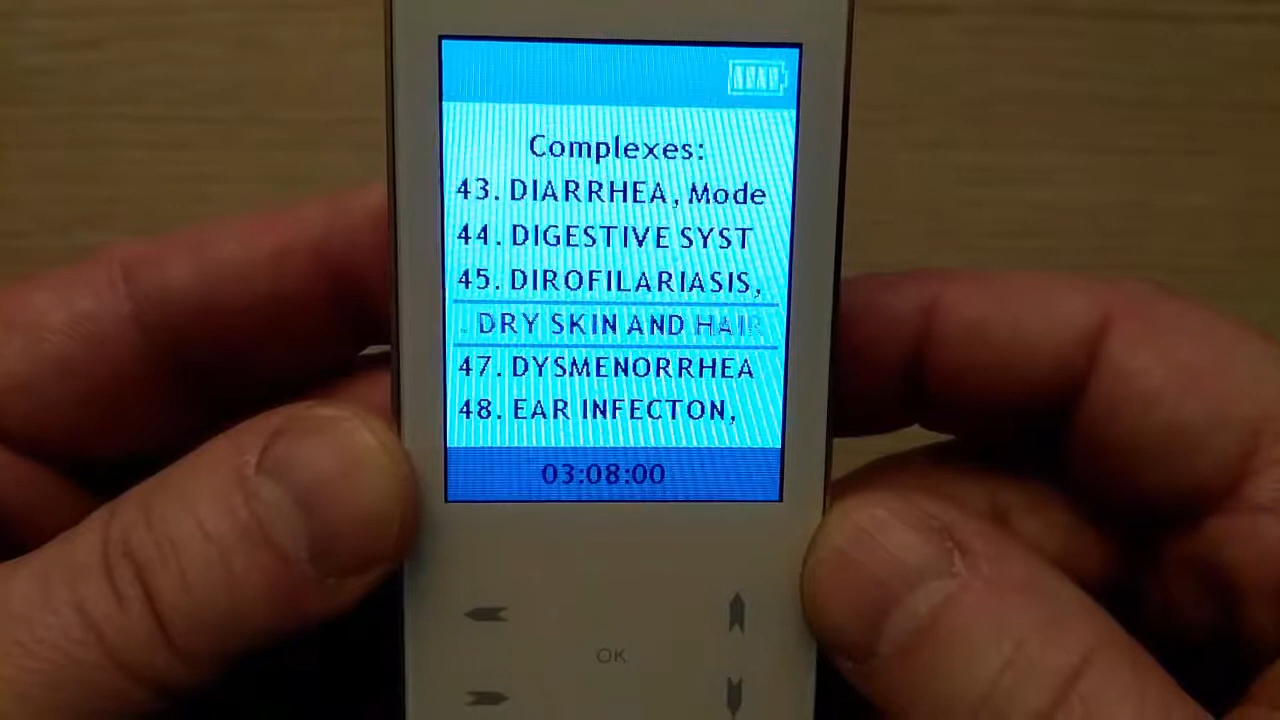 Complexes:
43. DIARRHEA, Mode
44. DIGESTIVE SYST
45. DIROFILARIASIS,
. DRY SKIN AND HAIR
47. DYSMENORRHEA
48. EAR INFECTON,
03:08:00
OK